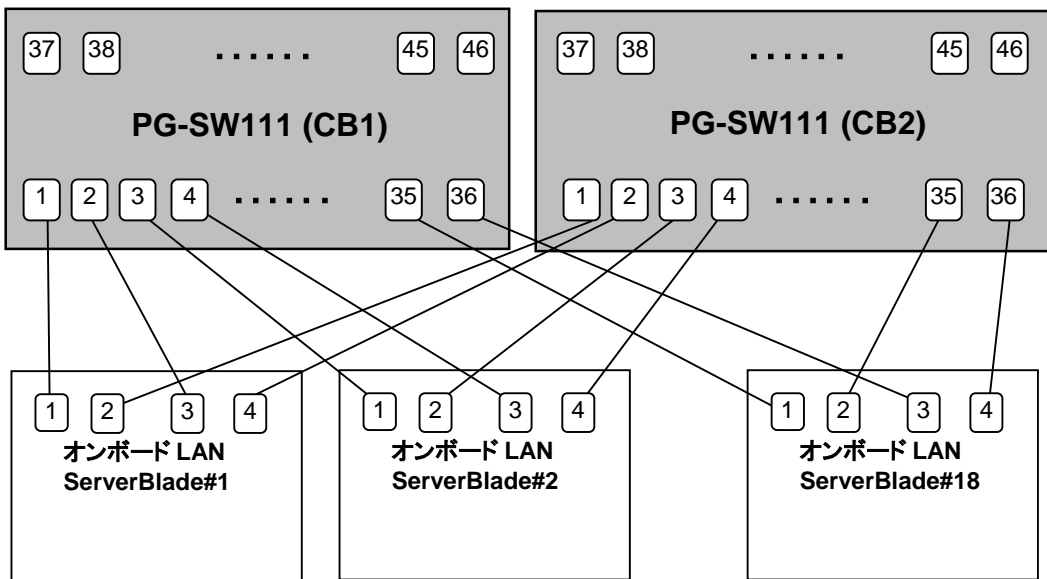 37 38 ・・・・・・ 45 46
PG-SW111 (CB1)
1 2 3 4 ・・・・・・ 35 36
37 38 ・・・・・・ 45 46
PG-SW111 (CB2)
1 2 3 4 ・・・・・・ 35 36
1 2 3 4
オンボード LAN
ServerBlade#1
1 2 3 4
オンボード LAN
ServerBlade#2
1 2 3 4
オンボード LAN
ServerBlade#18